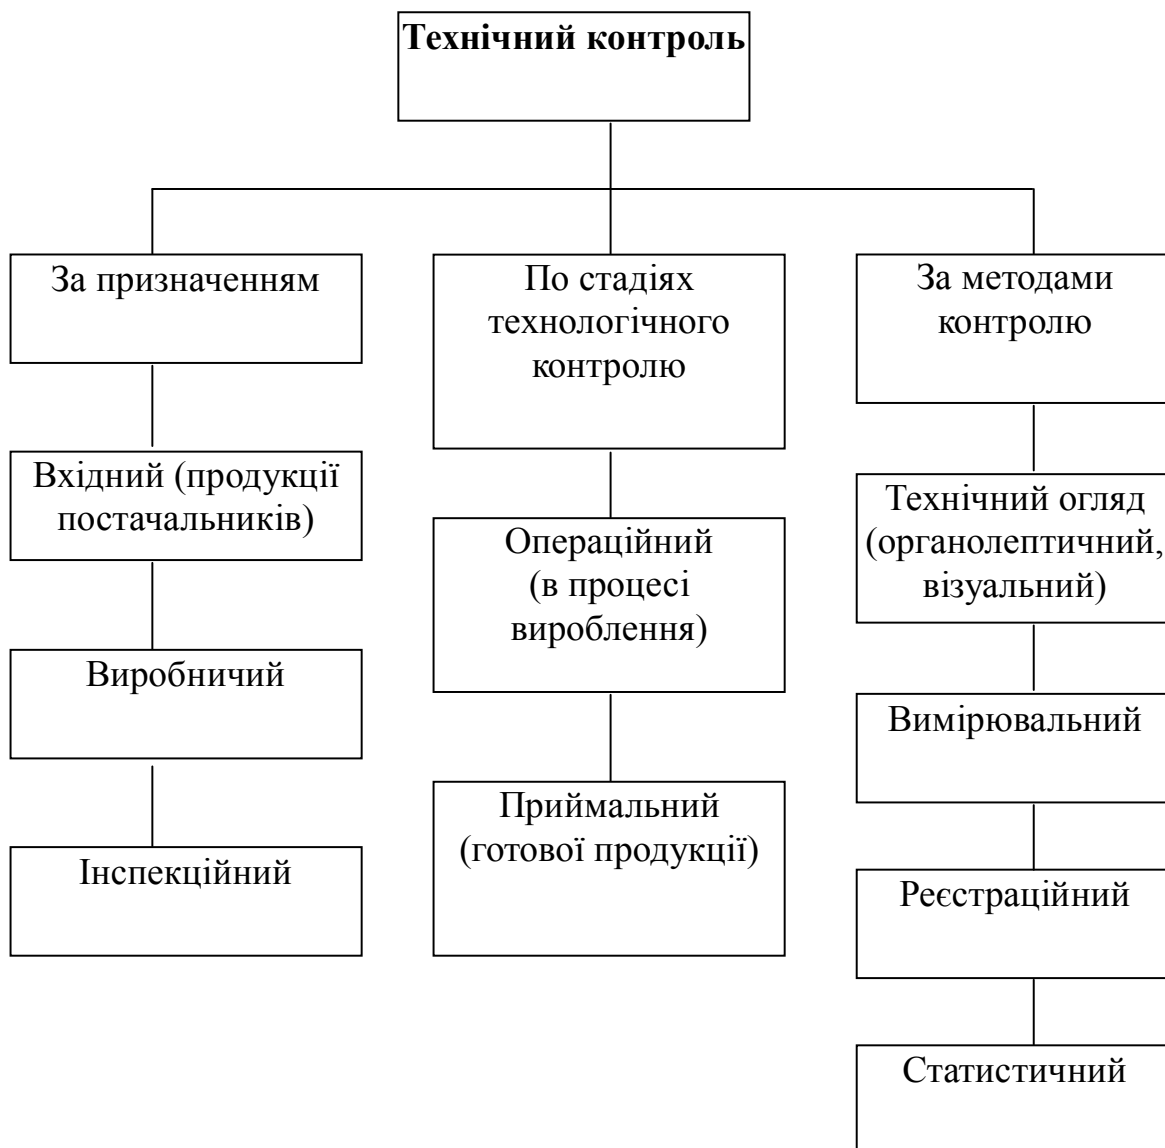 Технічний контроль
За призначенням
Вхідний (продукції
постачальників)
Виробничий
Інспекційний
По стадіях
технологічного
контролю
Операційний
(в процесі
вироблення)
Приймальний
(готової продукції)
За методами
контролю
Технічний огляд
(органолептичний,
візуальний)
Вимірювальний
Реєстраційний
Статистичний